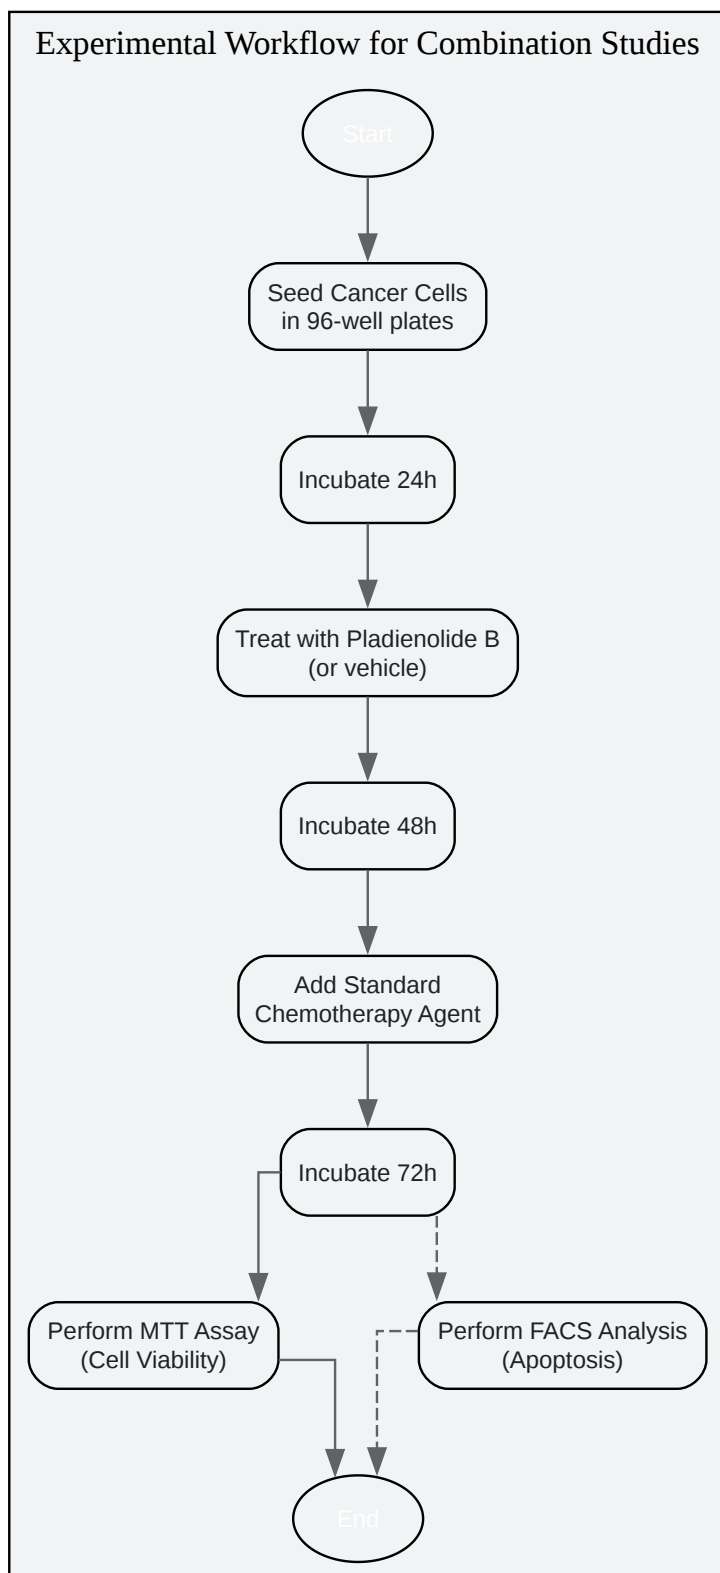 Experimental Workflow for Combination Studies
Start
Seed Cancer Cells
in 96-well plates
Incubate 24h
Treat with Pladienolide B
(or vehicle)
Incubate 48h
Add Standard
Chemotherapy Agent
Incubate 72h
Perform MTT Assay
(Cell Viability)
Perform FACS Analysis
(Apoptosis)
End